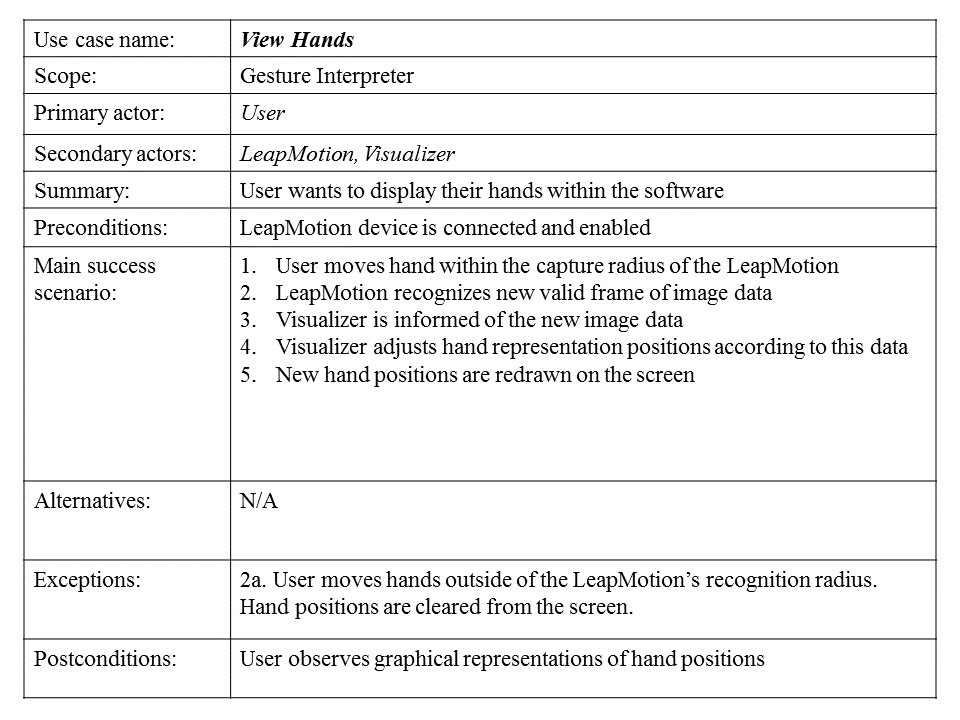 Use case name: View Hands
Scope: Gesture Interpreter
Primary actor: User
Secondary actors: LeapMotion, Visualizer
Summary: User wants to display their hands within the software
Preconditions: LeapMotion device is connected and enabled
Main success scenario:
1. User moves hand within the capture radius of the LeapMotion
2. LeapMotion recognizes new valid frame of image data
3. Visualizer is informed of the new image data
4. Visualizer adjusts hand representation positions according to this data
5. New hand positions are redrawn on the screen
Alternatives: N/A
Exceptions: 2a. User moves hands outside of the LeapMotion’s recognition radius.
Hand positions are cleared from the screen.
Postconditions: User observes graphical representations of hand positions